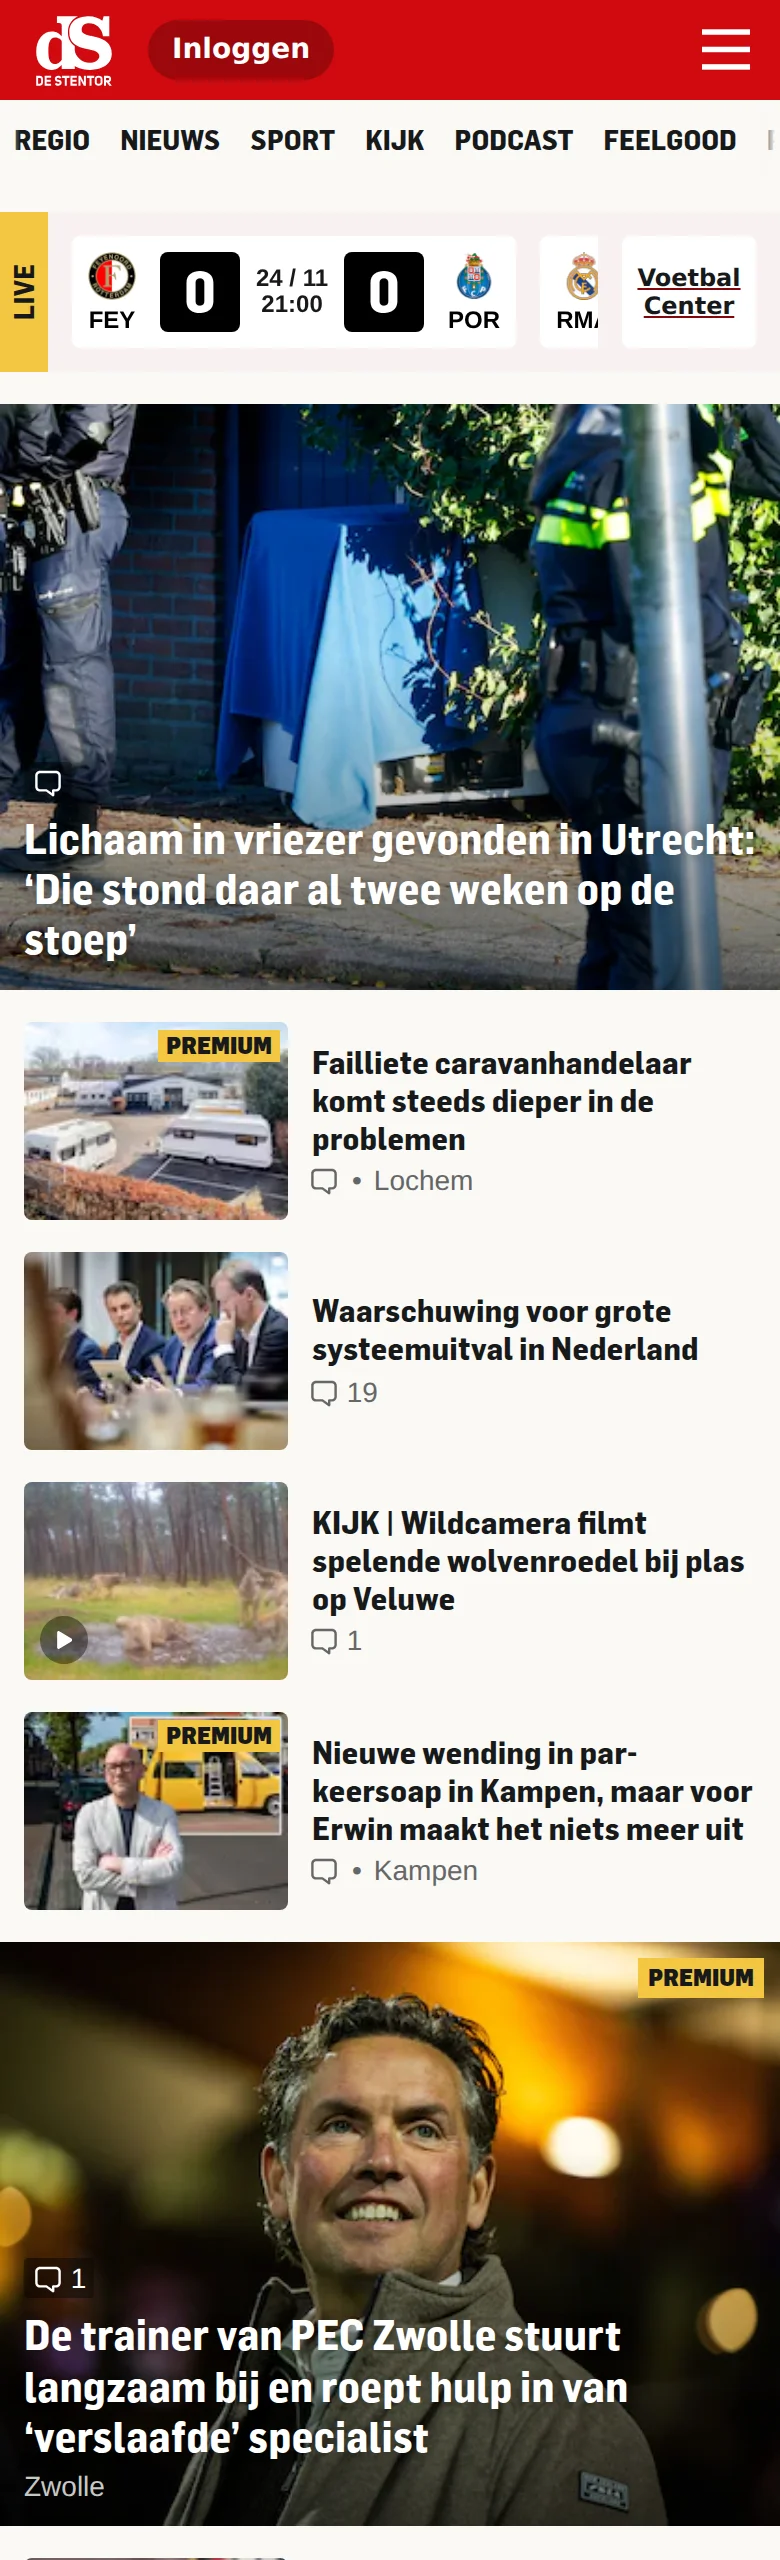 dS
DE STENTOR
Inloggen
REGIO NIEUWS SPORT KIJK PODCAST FEELGOOD
LIVE
FEY
0
24 / 11
21:00
0
POR
RMA
Voetbal
Center
Lichaam in vriezer gevonden in Utrecht:
‘Die stond daar al twee weken op de
stoep’
PREMIUM
Failliete caravanhandelaar
komt steeds dieper in de
problemen
• Lochem
Waarschuwing voor grote
systeemuitval in Nederland
19
KIJK | Wildcamera filmt
spelende wolvenroedel bij plas
op Veluwe
1
PREMIUM
Nieuwe wending in par-
keersoap in Kampen, maar voor
Erwin maakt het niets meer uit
• Kampen
PREMIUM
1
De trainer van PEC Zwolle stuurt
langzaam bij en roept hulp in van
‘verslaafde’ specialist
Zwolle